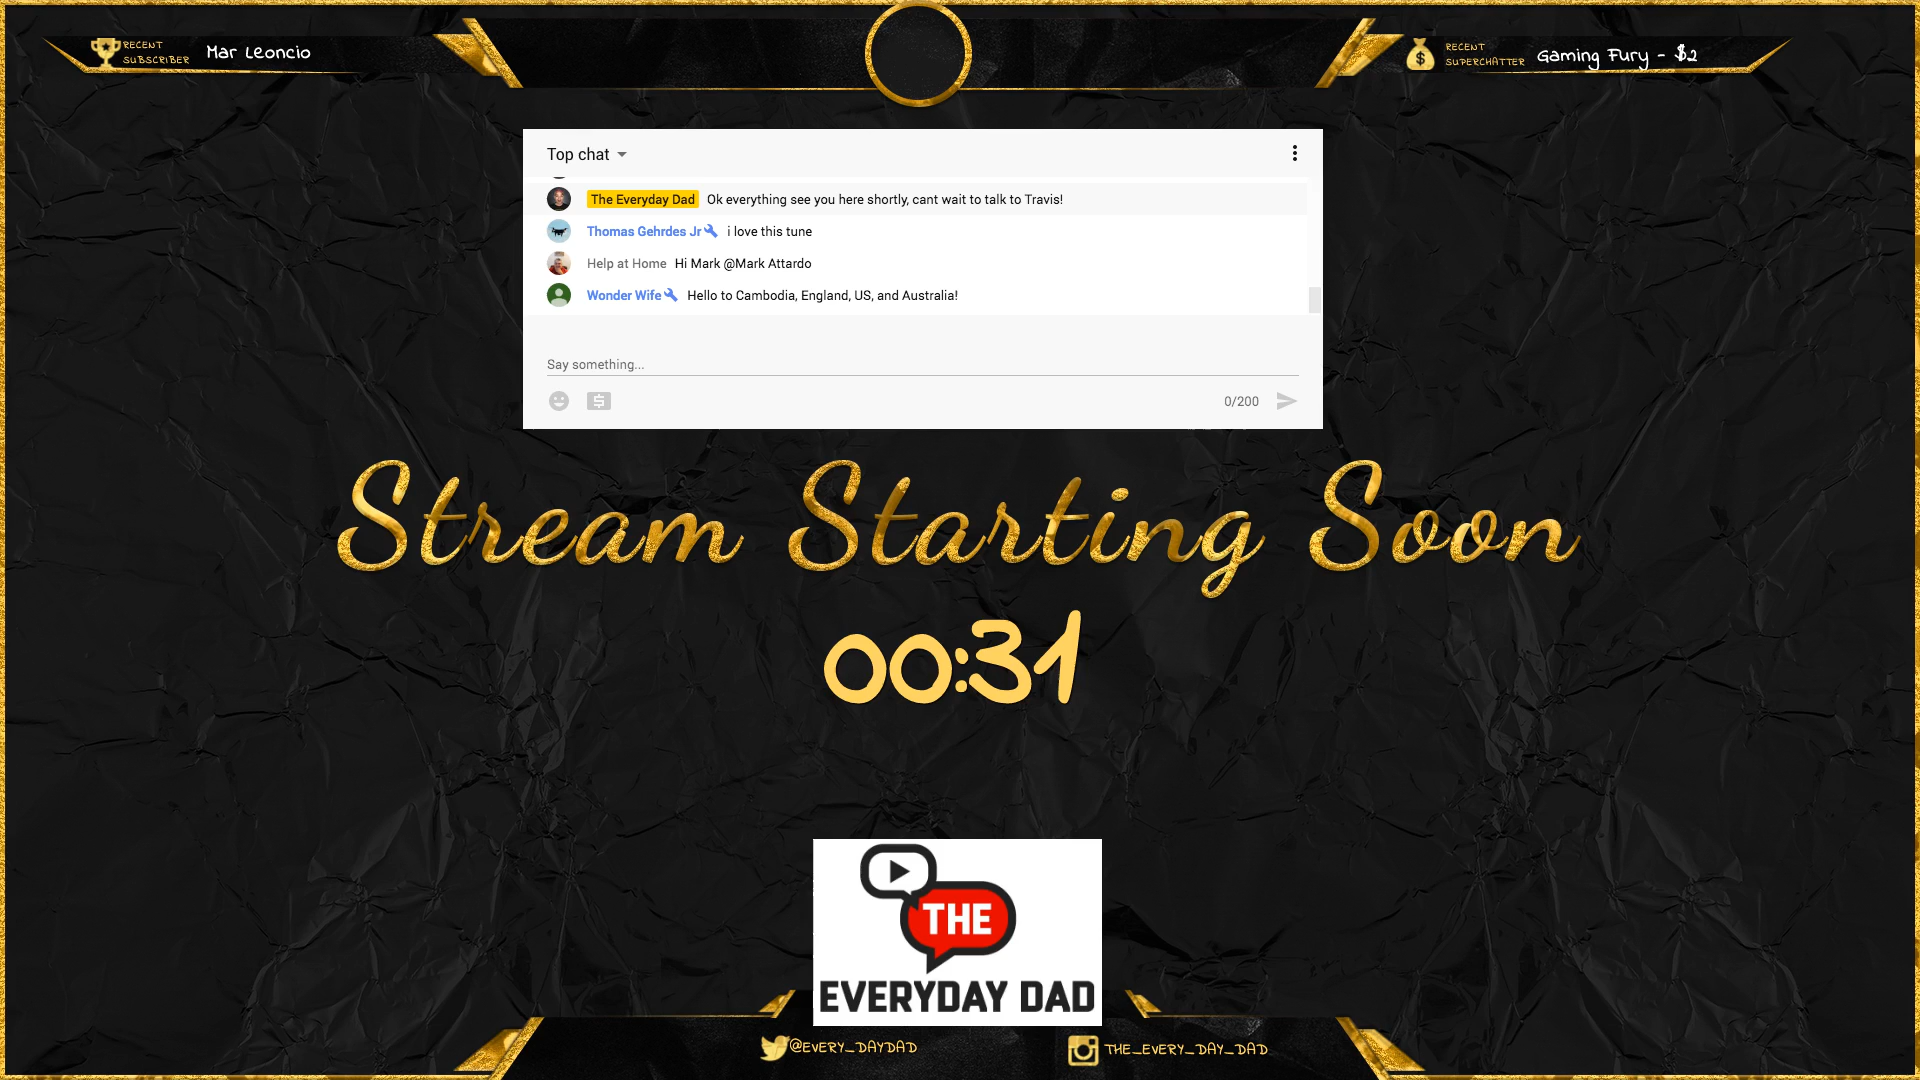 RECENT
SUBSCRIBER
Mar Leoncio
RECENT
SUPERCHATTER
Gaming Fury - $2
Top chat
The Everyday Dad Ok everything see you here shortly, cant wait to talk to Travis!
Thomas Gehrdes Jr i love this tune
Help at Home Hi Mark @Mark Attardo
Wonder Wife Hello to Cambodia, England, US, and Australia!
Say something...
0/200
Stream Starting Soon
00:31
THE
EVERYDAY DAD
@EVERY_DAYDAD
THE_EVERY_DAY_DAD